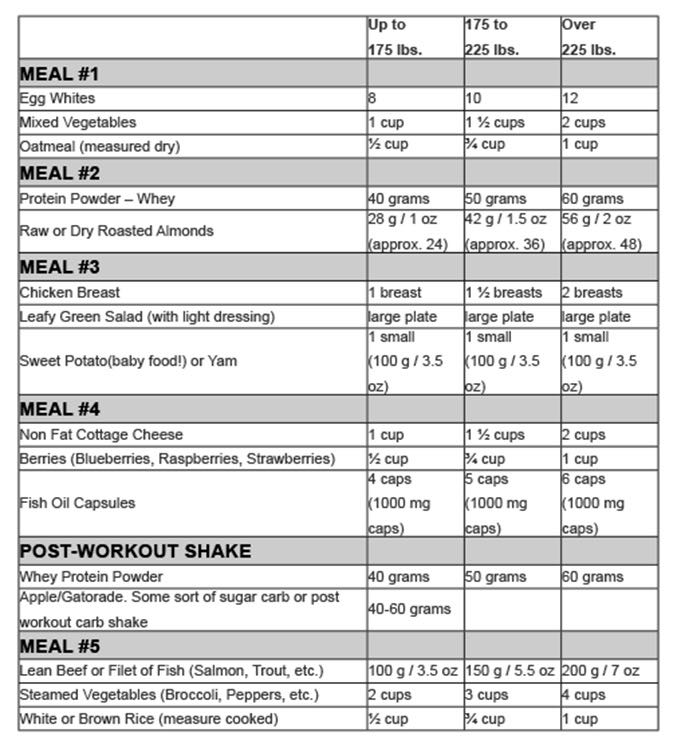 Up to 175 to Over
175 lbs. 225 lbs. 225 lbs.
MEAL #1
Egg Whites 8 10 12
Mixed Vegetables 1 cup 1 ½ cups 2 cups
Oatmeal (measured dry) ½ cup ¾ cup 1 cup
MEAL #2
Protein Powder – Whey 40 grams 50 grams 60 grams
28 g / 1 oz 42 g / 1.5 oz 56 g / 2 oz
Raw or Dry Roasted Almonds
(approx. 24) (approx. 36) (approx. 48)
MEAL #3
Chicken Breast 1 breast 1 ½ breasts 2 breasts
Leafy Green Salad (with light dressing) large plate large plate large plate
1 small 1 small 1 small
Sweet Potato(baby food!) or Yam (100 g / 3.5 (100 g / 3.5 (100 g / 3.5
oz) oz) oz)
MEAL #4
Non Fat Cottage Cheese 1 cup 1 ½ cups 2 cups
Berries (Blueberries, Raspberries, Strawberries) ½ cup ¾ cup 1 cup
4 caps 5 caps 6 caps
Fish Oil Capsules (1000 mg (1000 mg (1000 mg
caps) caps) caps)
POST-WORKOUT SHAKE
Whey Protein Powder 40 grams 50 grams 60 grams
Apple/Gatorade. Some sort of sugar carb or post
40-60 grams
workout carb shake
MEAL #5
Lean Beef or Filet of Fish (Salmon, Trout, etc.) 100 g / 3.5 oz 150 g / 5.5 oz 200 g / 7 oz
Steamed Vegetables (Broccoli, Peppers, etc.) 2 cups 3 cups 4 cups
White or Brown Rice (measure cooked) ½ cup ¾ cup 1 cup